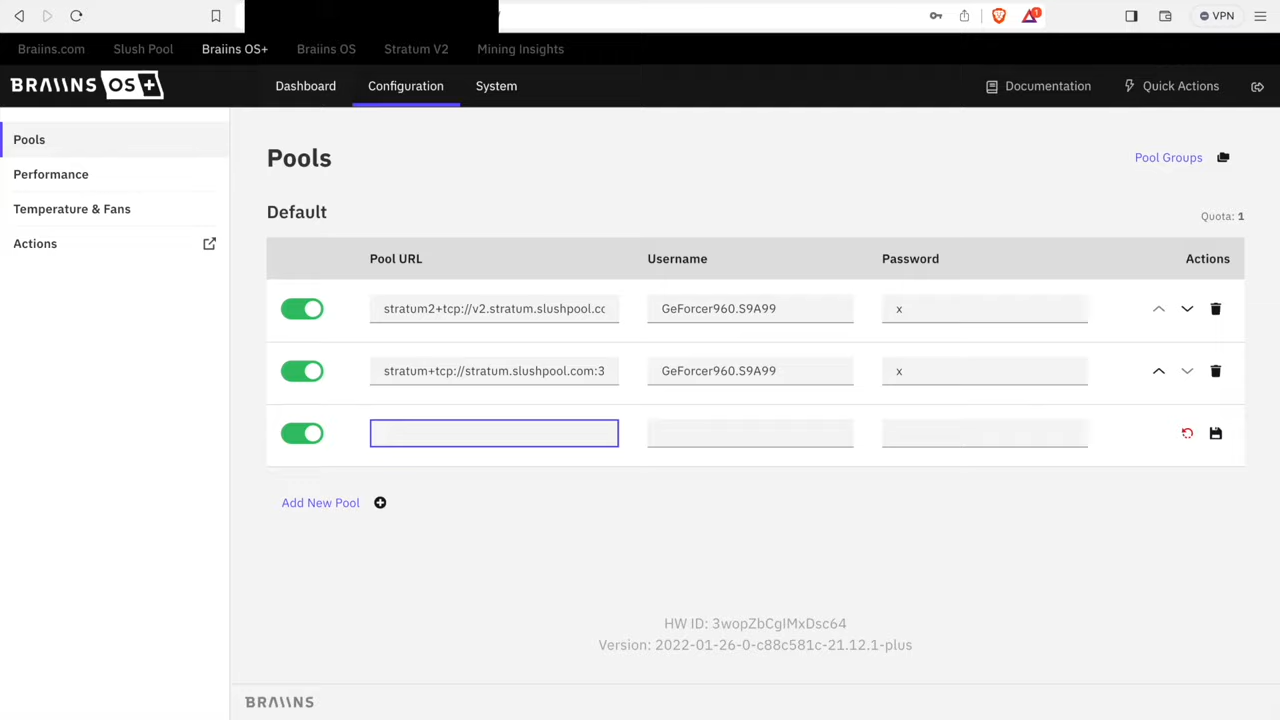 1
VPN
Braiins.com Slush Pool Braiins OS+ Braiins OS Stratum V2 Mining Insights
BRAIINS OS+ Dashboard Configuration System Documentation Quick Actions
Pools
Performance
Temperature & Fans
Actions
Pools Pool Groups
Default Quota: 1
Pool URL Username Password Actions
stratum2+tcp://v2.stratum.slushpool.cc GeForcer960.S9A99 x
stratum+tcp://stratum.slushpool.com:3 GeForcer960.S9A99 x
Add New Pool
HW ID: 3wopZbCgIMxDsc64
Version: 2022-01-26-0-c88c581c-21.12.1-plus
BRAIINS